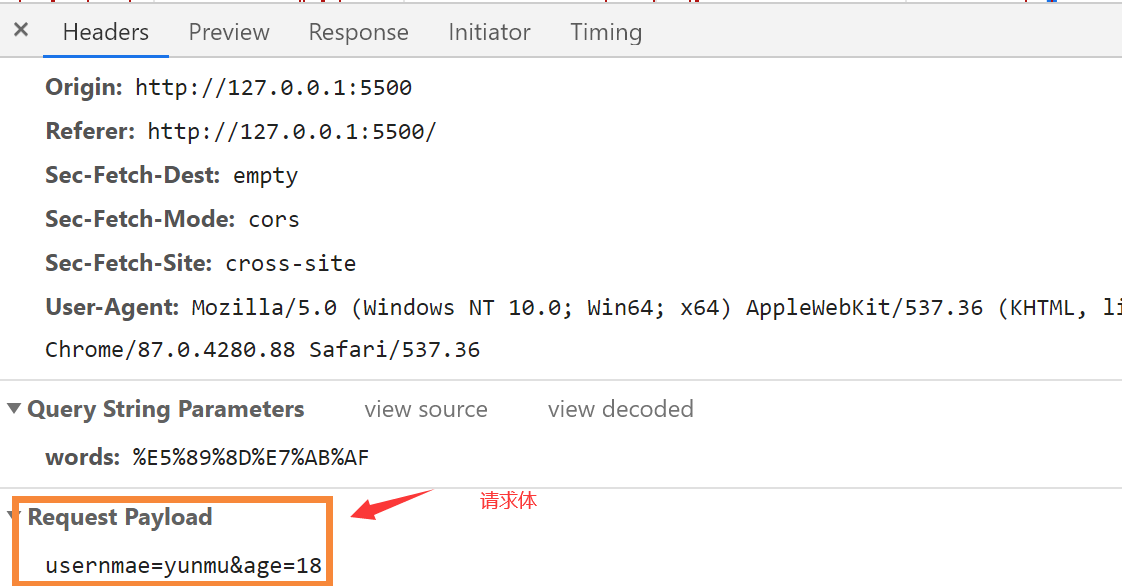 × Headers Preview Response Initiator Timing
Origin: http://127.0.0.1:5500
Referer: http://127.0.0.1:5500/
Sec-Fetch-Dest: empty
Sec-Fetch-Mode: cors
Sec-Fetch-Site: cross-site
User-Agent: Mozilla/5.0 (Windows NT 10.0; Win64; x64) AppleWebKit/537.36 (KHTML, li
Chrome/87.0.4280.88 Safari/537.36
Query String Parameters view source view decoded
words: %E5%89%8D%E7%AB%AF
请求体
Request Payload
usernmae=yunmu&age=18